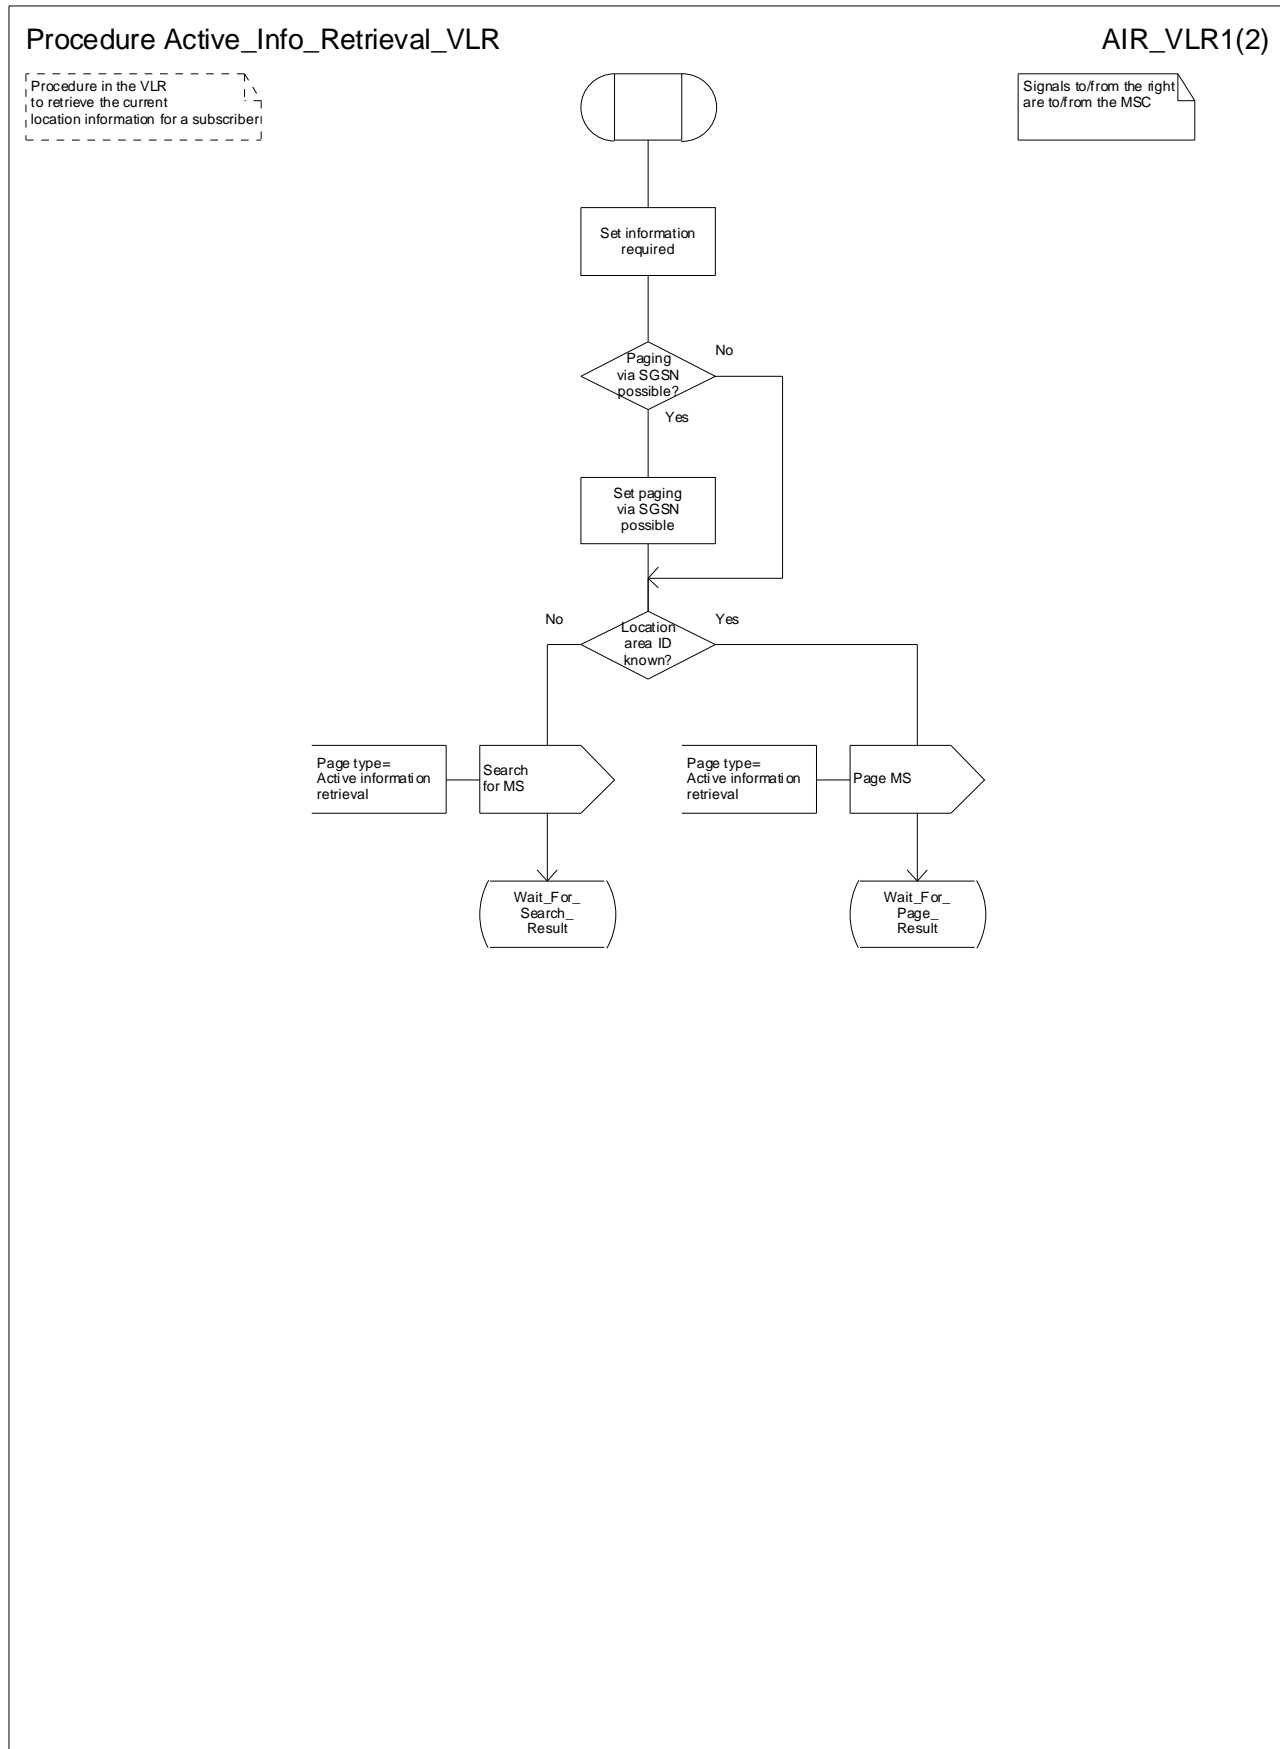 Procedure Active_Info_Retrieval_VLR
AIR_VLR1(2)
Procedure in the VLR
to retrieve the current
location information for a subscriber
Signals to/from the right
are to/from the MSC
Set information
required
Paging
via SGSN
possible?
No
Yes
Set paging
via SGSN
possible
No
Location
area ID
known?
Yes
Page type=
Active information
retrieval
Search
for MS
Page type=
Active information
retrieval
Page MS
Wait_For_
Search_
Result
Wait_For_
Page_
Result